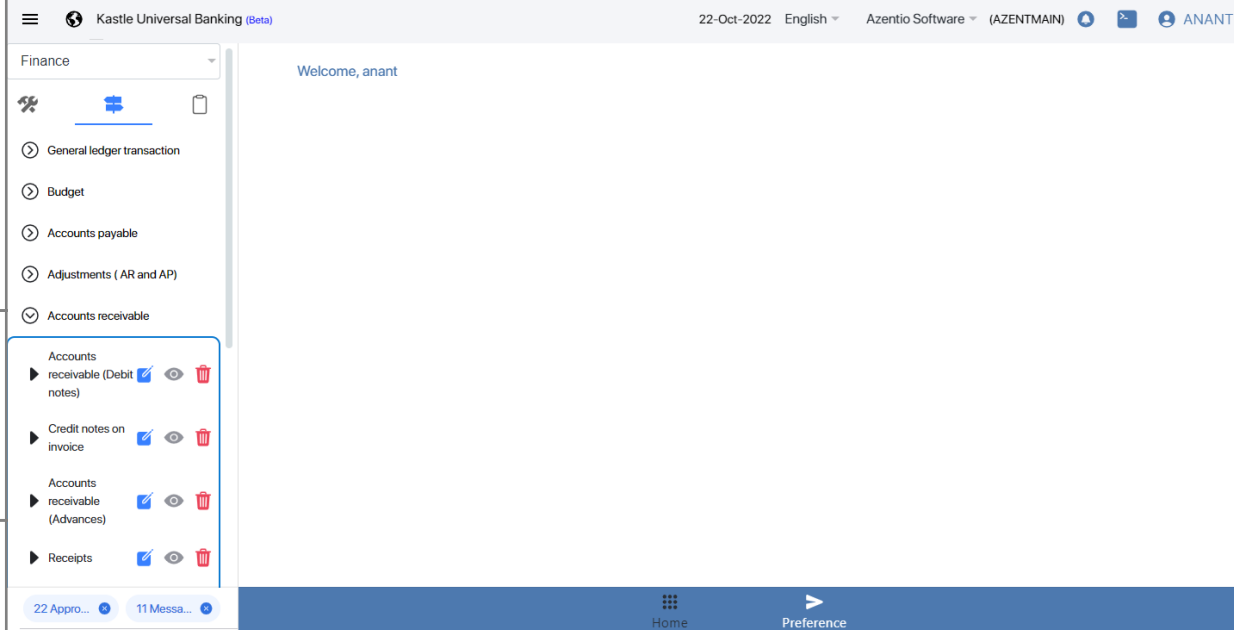 Kastle Universal Banking (Beta)
22-Oct-2022 English Azentio Software (AZENTMAIN) ANANT
Finance
Welcome, anant
General ledger transaction
Budget
Accounts payable
Adjustments ( AR and AP)
Accounts receivable
Accounts
receivable (Debit
notes)
Credit notes on
invoice
Accounts
receivable
(Advances)
Receipts
22 Appro...
11 Messa...
Home
Preference